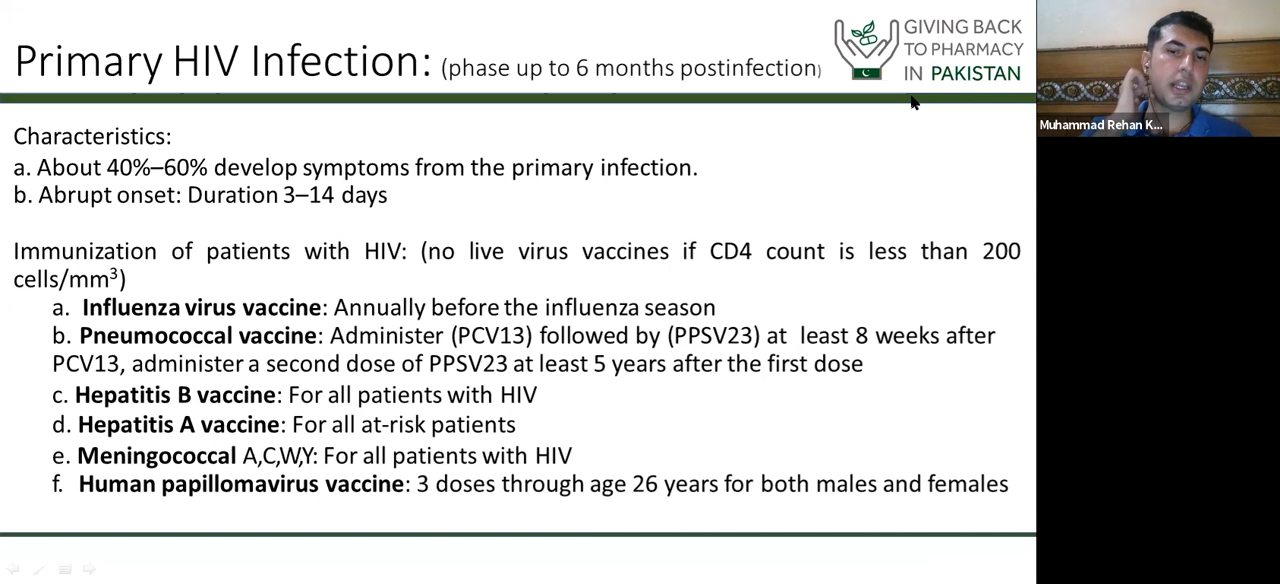 Primary HIV Infection: (phase up to 6 months postinfection)
GIVING BACK
TO PHARMACY
IN PAKISTAN
Muhammad Rehan K...
Characteristics:
a. About 40%–60% develop symptoms from the primary infection.
b. Abrupt onset: Duration 3–14 days
Immunization of patients with HIV: (no live virus vaccines if CD4 count is less than 200
cells/mm³)
a. Influenza virus vaccine: Annually before the influenza season
b. Pneumococcal vaccine: Administer (PCV13) followed by (PPSV23) at least 8 weeks after
PCV13, administer a second dose of PPSV23 at least 5 years after the first dose
c. Hepatitis B vaccine: For all patients with HIV
d. Hepatitis A vaccine: For all at-risk patients
e. Meningococcal A,C,W,Y: For all patients with HIV
f. Human papillomavirus vaccine: 3 doses through age 26 years for both males and females